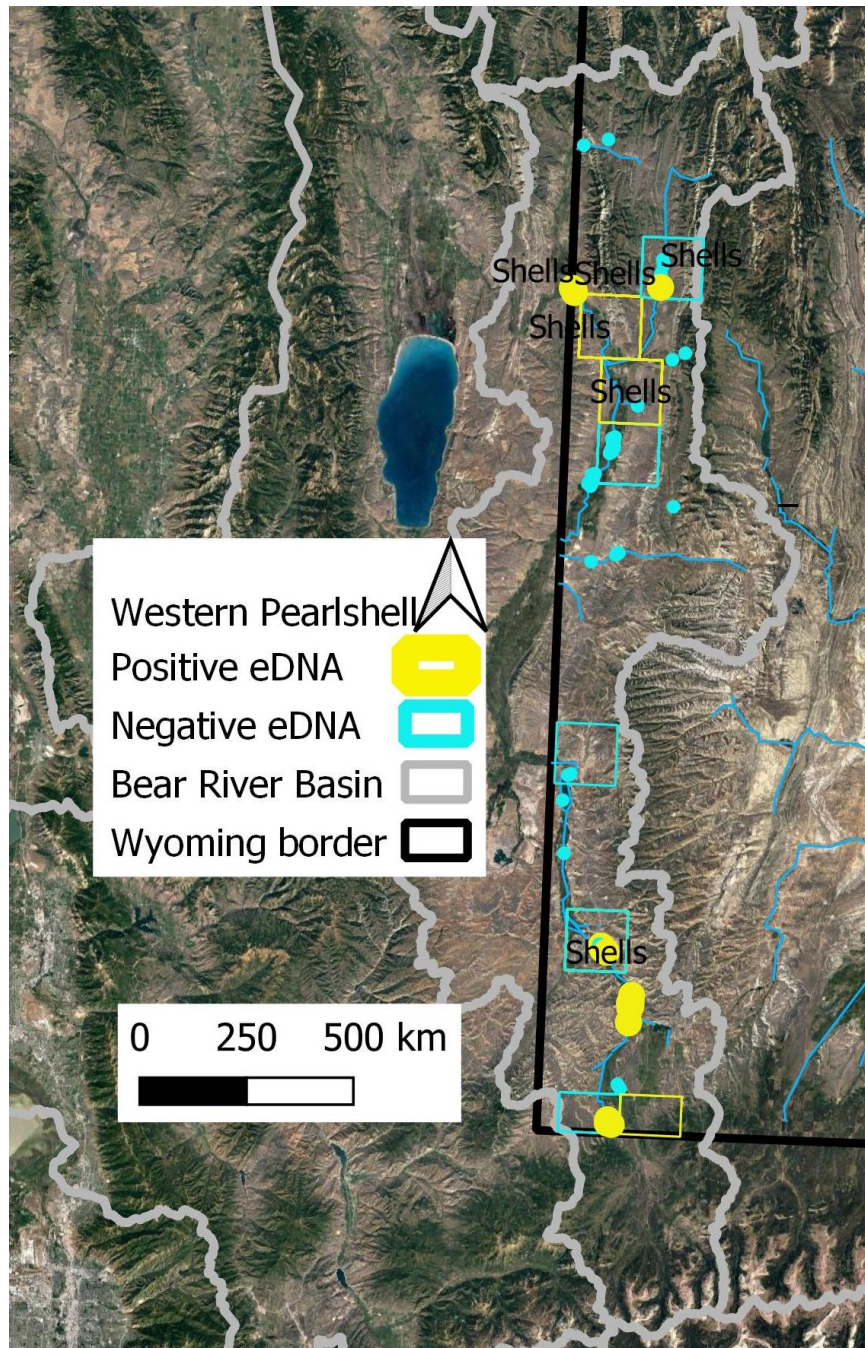 Shells
Shells
Shells
Shells
Shells
Western Pearlshell
Positive eDNA
Negative eDNA
Bear River Basin
Wyoming border
Shells
0 250 500 km